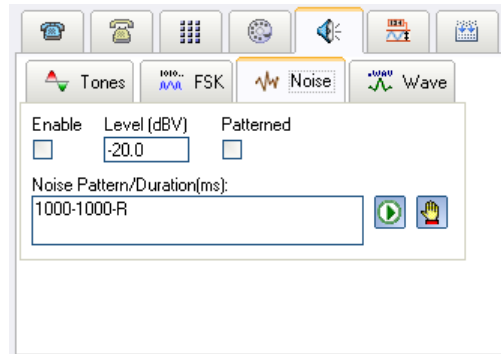 Tones FSK Noise Wave
Enable Level (dBV) Patterned
-20.0
Noise Pattern/Duration(ms):
1000-1000-R